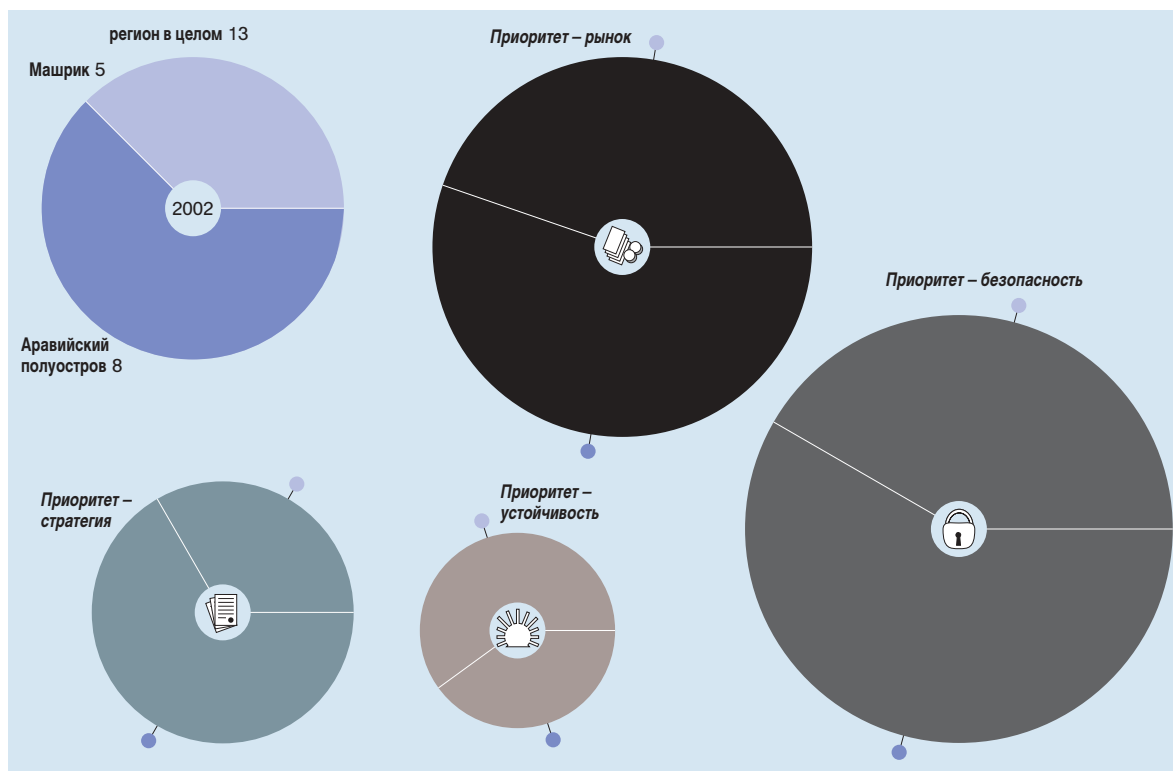 регион в целом 13
Машрик 5
2002
Аравийский
полуостров 8
Приоритет – рынок
Приоритет – безопасность
Приоритет –
стратегия
Приоритет –
устойчивость